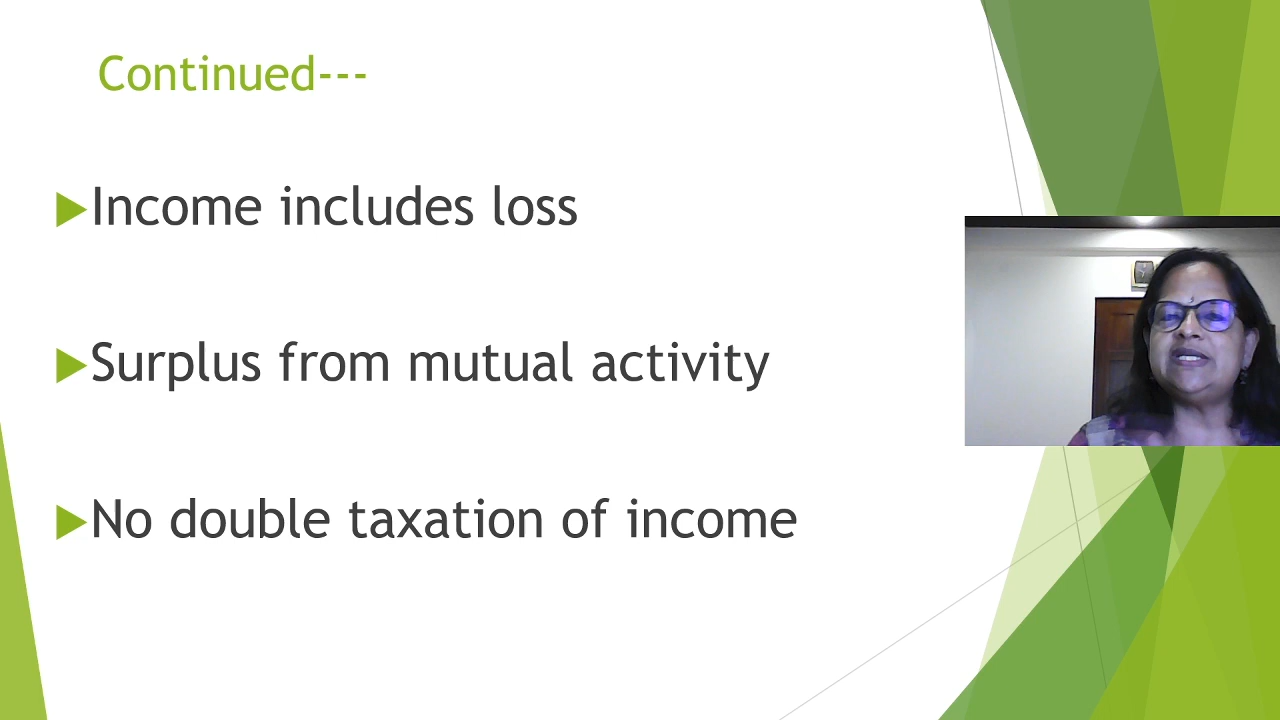 Continued---
Income includes loss
Surplus from mutual activity
No double taxation of income